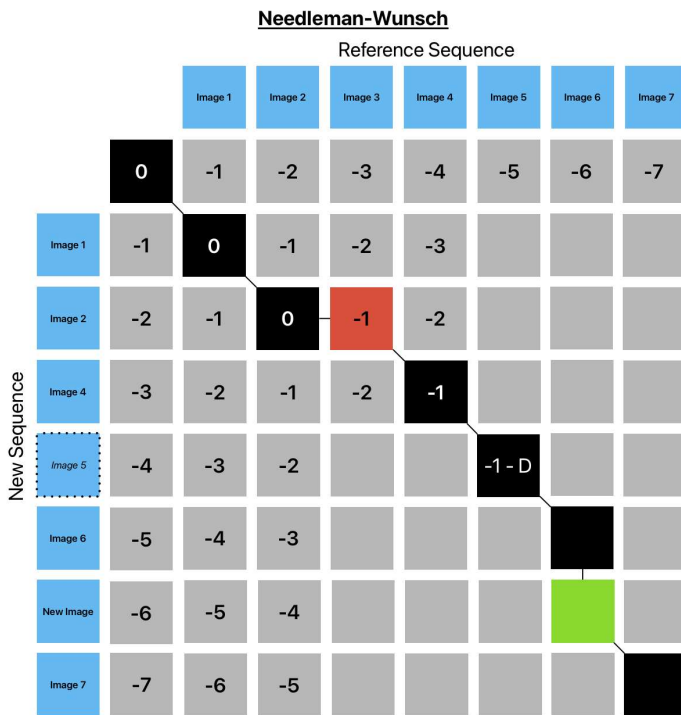 Needleman-Wunsch
Reference Sequence
Image 1 Image 2 Image 3 Image 4 Image 5 Image 6 Image 7
0 -1 -2 -3 -4 -5 -6 -7
Image 1 -1 0 -1 -2 -3
Image 2 -2 -1 0 -1 -2
New Sequence
Image 4 -3 -2 -1 -2 -1
Image 5 -4 -3 -2 -1 - D
Image 6 -5 -4 -3
New Image -6 -5 -4
Image 7 -7 -6 -5